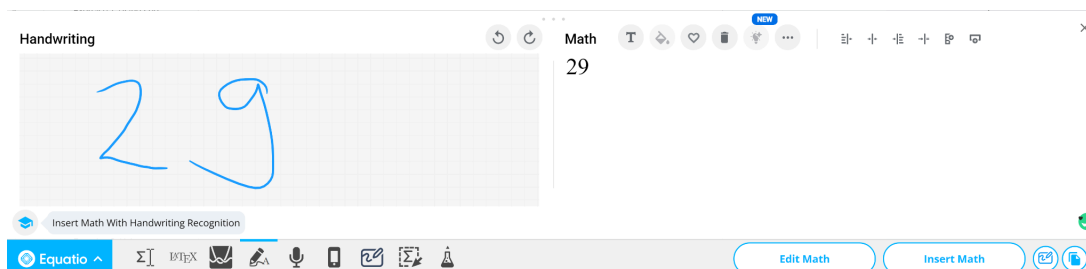 Handwriting
Math
T
NEW
29
29
Insert Math With Handwriting Recognition
Equatio
Σ
LATEX
Edit Math
Insert Math